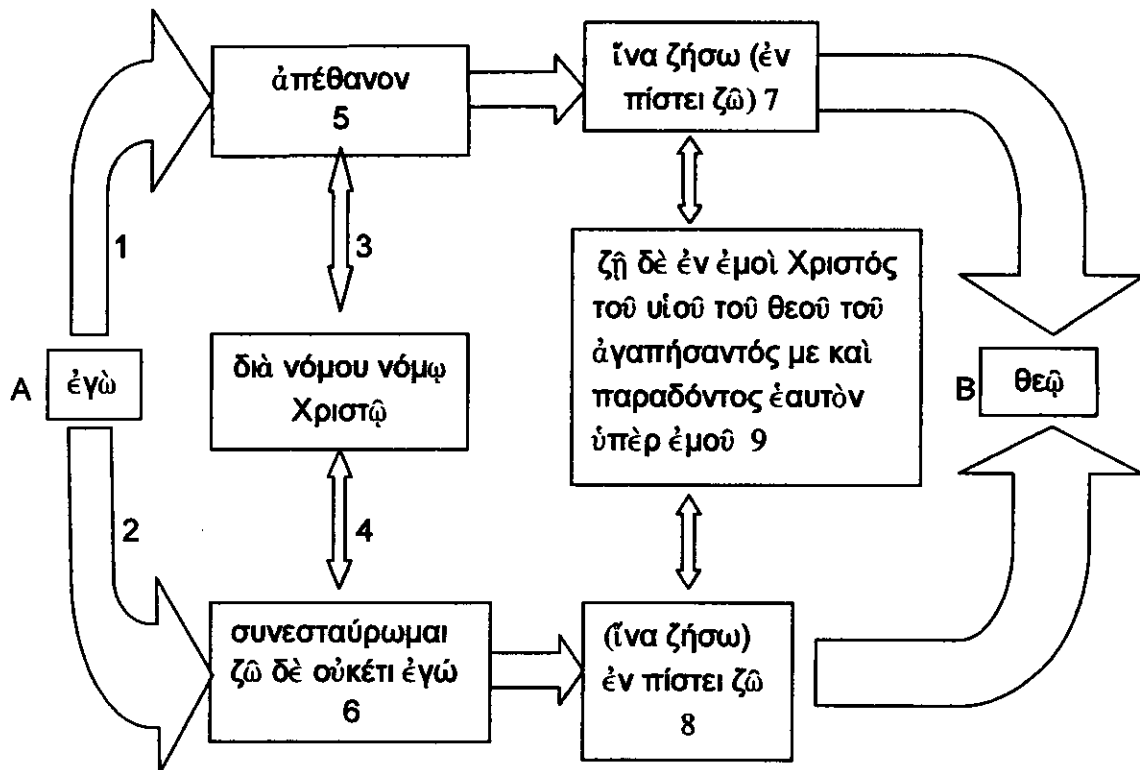 ἀπέθανον
5
ἵνα ζήσω (ἐν
πίστει ζῶ) 7
1
3
ζῇ δὲ ἐν ἐμοὶ Χριστός
τοῦ υἱοῦ τοῦ θεοῦ τοῦ
ἀγαπήσαντός με καὶ
παραδόντος ἑαυτὸν
ὑπὲρ ἐμοῦ 9
A
ἐγὼ
διὰ νόμου νόμῳ
Χριστῷ
B
θεῷ
2
4
συνεσταύρωμαι
ζῶ δὲ οὐκέτι ἐγώ
6
(ἵνα ζήσω)
ἐν πίστει ζῶ
8